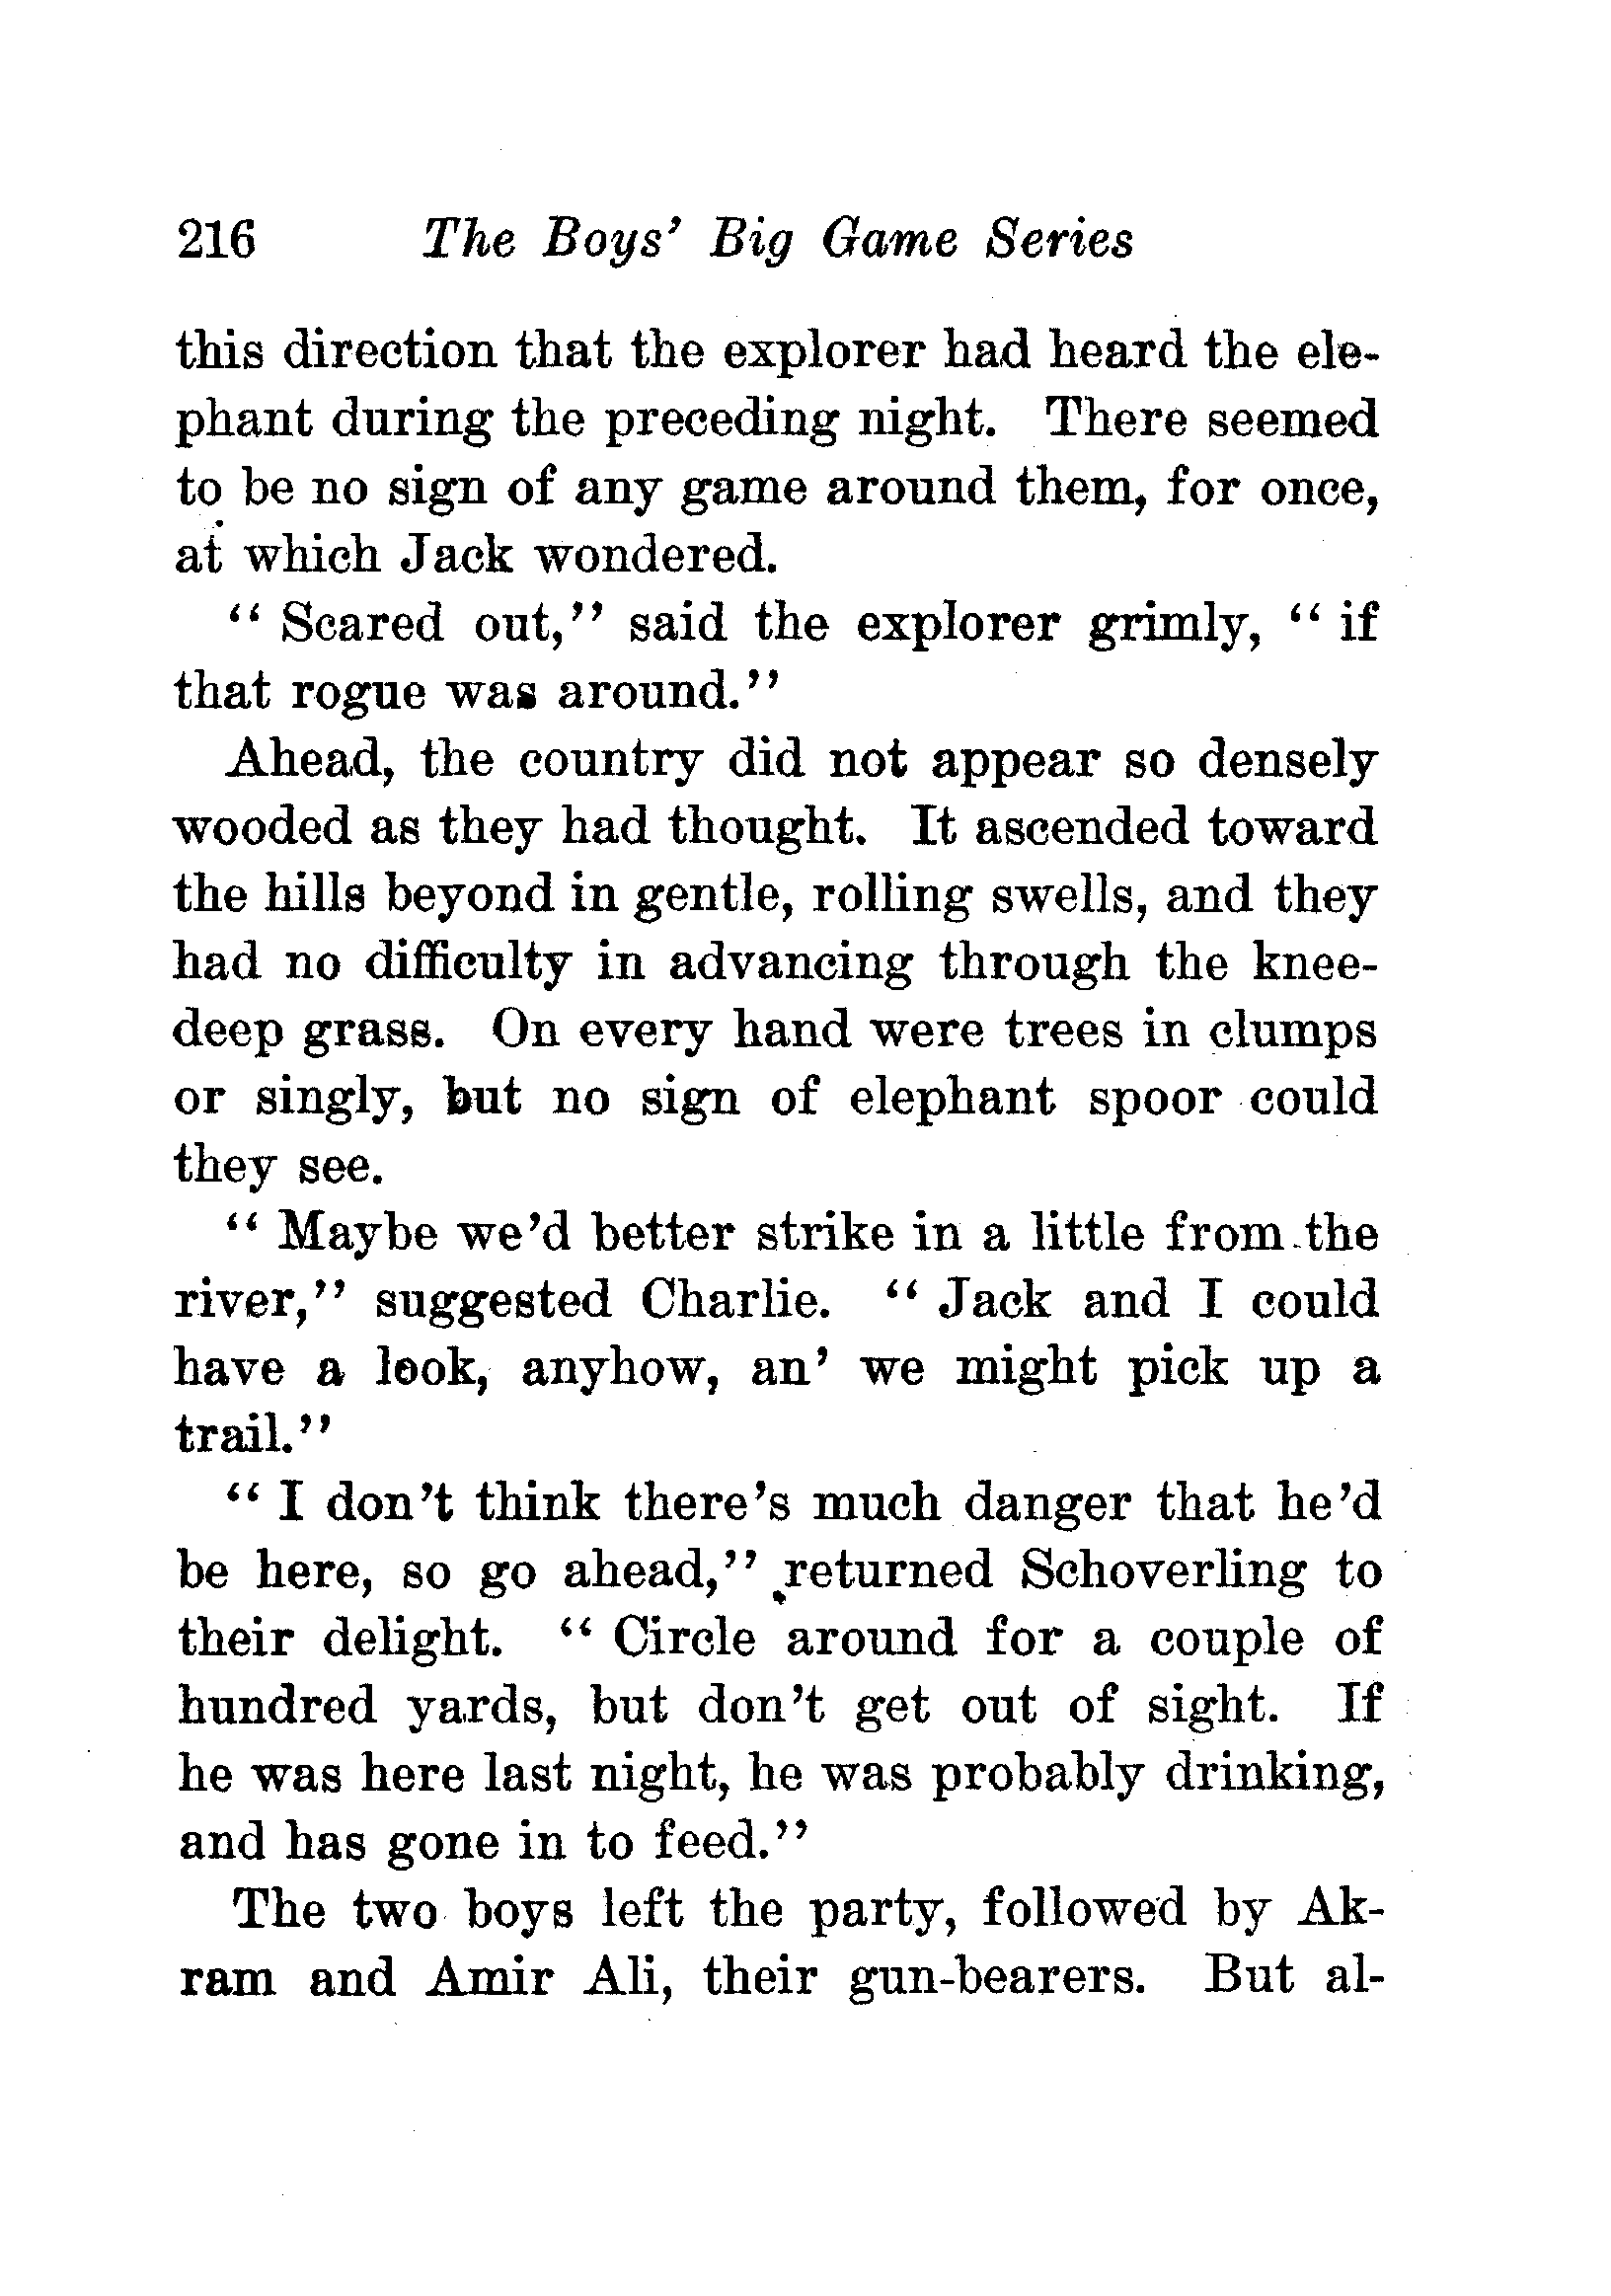 216 The Boys' Big Game Series
this direction that the explorer had heard the ele-
phant during the preceding night. There seemed
to be no sign of any game around them, for once,
at which Jack wondered.
" Scared out," said the explorer grimly, " if
that rogue was around."
Ahead, the country did not appear so densely
wooded as they had thought. It ascended toward
the hills beyond in gentle, rolling swells, and they
had no difficulty in advancing through the knee-
deep grass. On every hand were trees in clumps
or singly, but no sign of elephant spoor could
they see.
" Maybe we'd better strike in a little from the
river," suggested Charlie. " Jack and I could
have a look, anyhow, an' we might pick up a
trail."
" I don't think there's much danger that he'd
be here, so go ahead," returned Schoverling to
their delight. " Circle around for a couple of
hundred yards, but don't get out of sight. If
he was here last night, he was probably drinking,
and has gone in to feed."
The two boys left the party, followed by Ak-
ram and Amir Ali, their gun-bearers. But al-